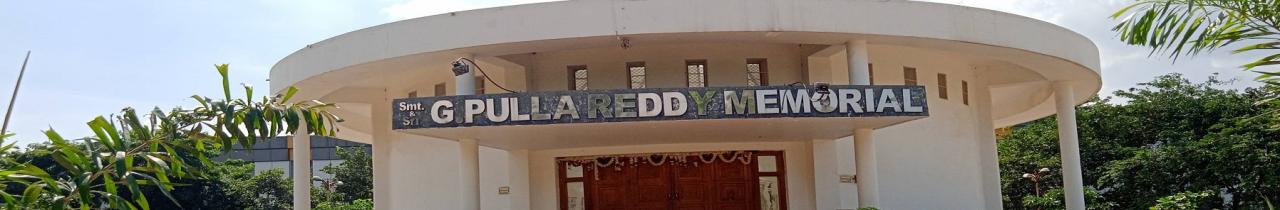 Smt.
&
Sri
G PULLA REDDY MEMORIAL